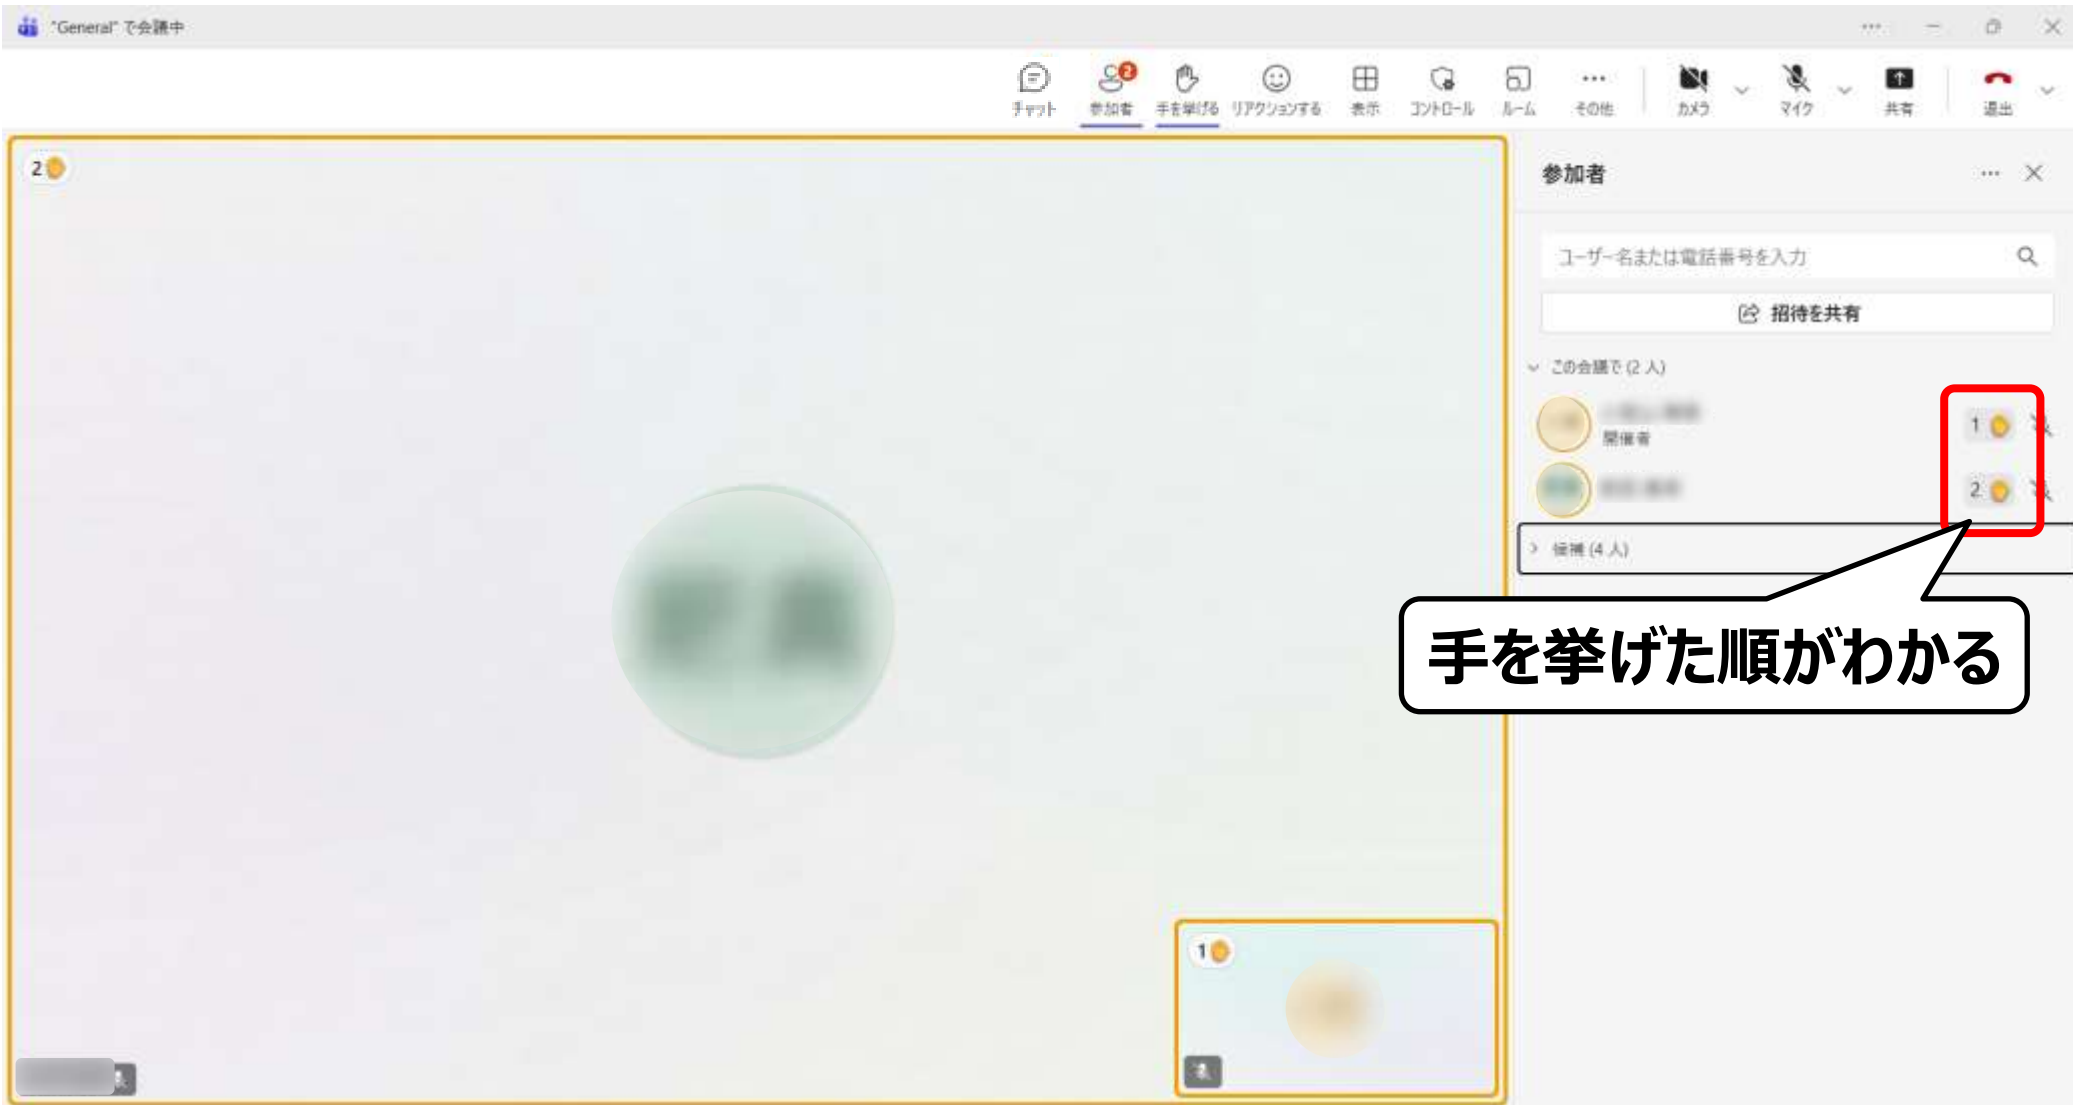 "General" で会議中
チャット
2
参加者
手を挙げる
リアクションする
表示
コントロール
ルーム
その他
カメラ
マイク
共有
退出
2
参加者
ユーザー名または電話番号を入力
招待を共有
この会議で (2 人)
開催者
1
2
候補 (4 人)
手を挙げた順がわかる
1